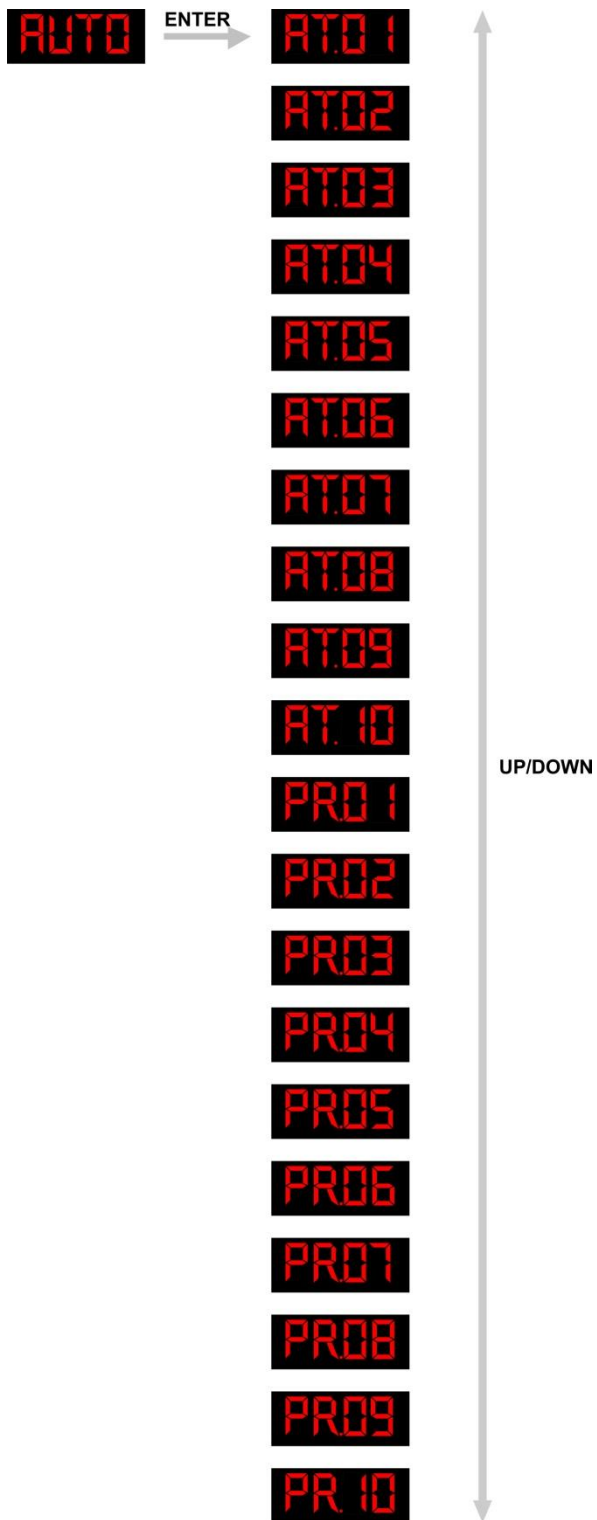 AUTO ENTER AT.01
AT.02
AT.03
AT.04
AT.05
AT.06
AT.07
AT.08
AT.09
AT.10
UP/DOWN
PR.01
PR.02
PR.03
PR.04
PR.05
PR.06
PR.07
PR.08
PR.09
PR.10